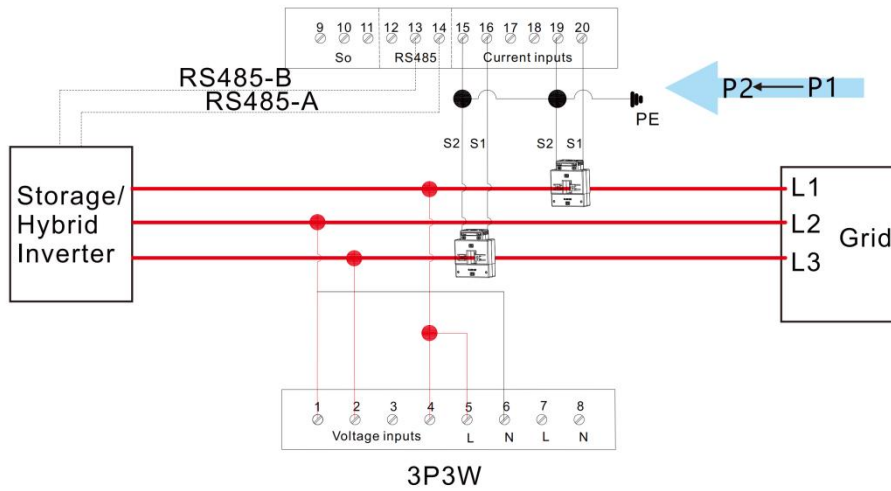 9 10 11 12 13 14 15 16 17 18 19 20
So RS485 Current inputs
RS485-B
RS485-A
P2 P1
PE
S2 S1
S2 S1
Storage/
Hybrid
Inverter
L1
L2
L3
Grid
1 2 3 4 5 6 7 8
Voltage inputs L N L N
3P3W